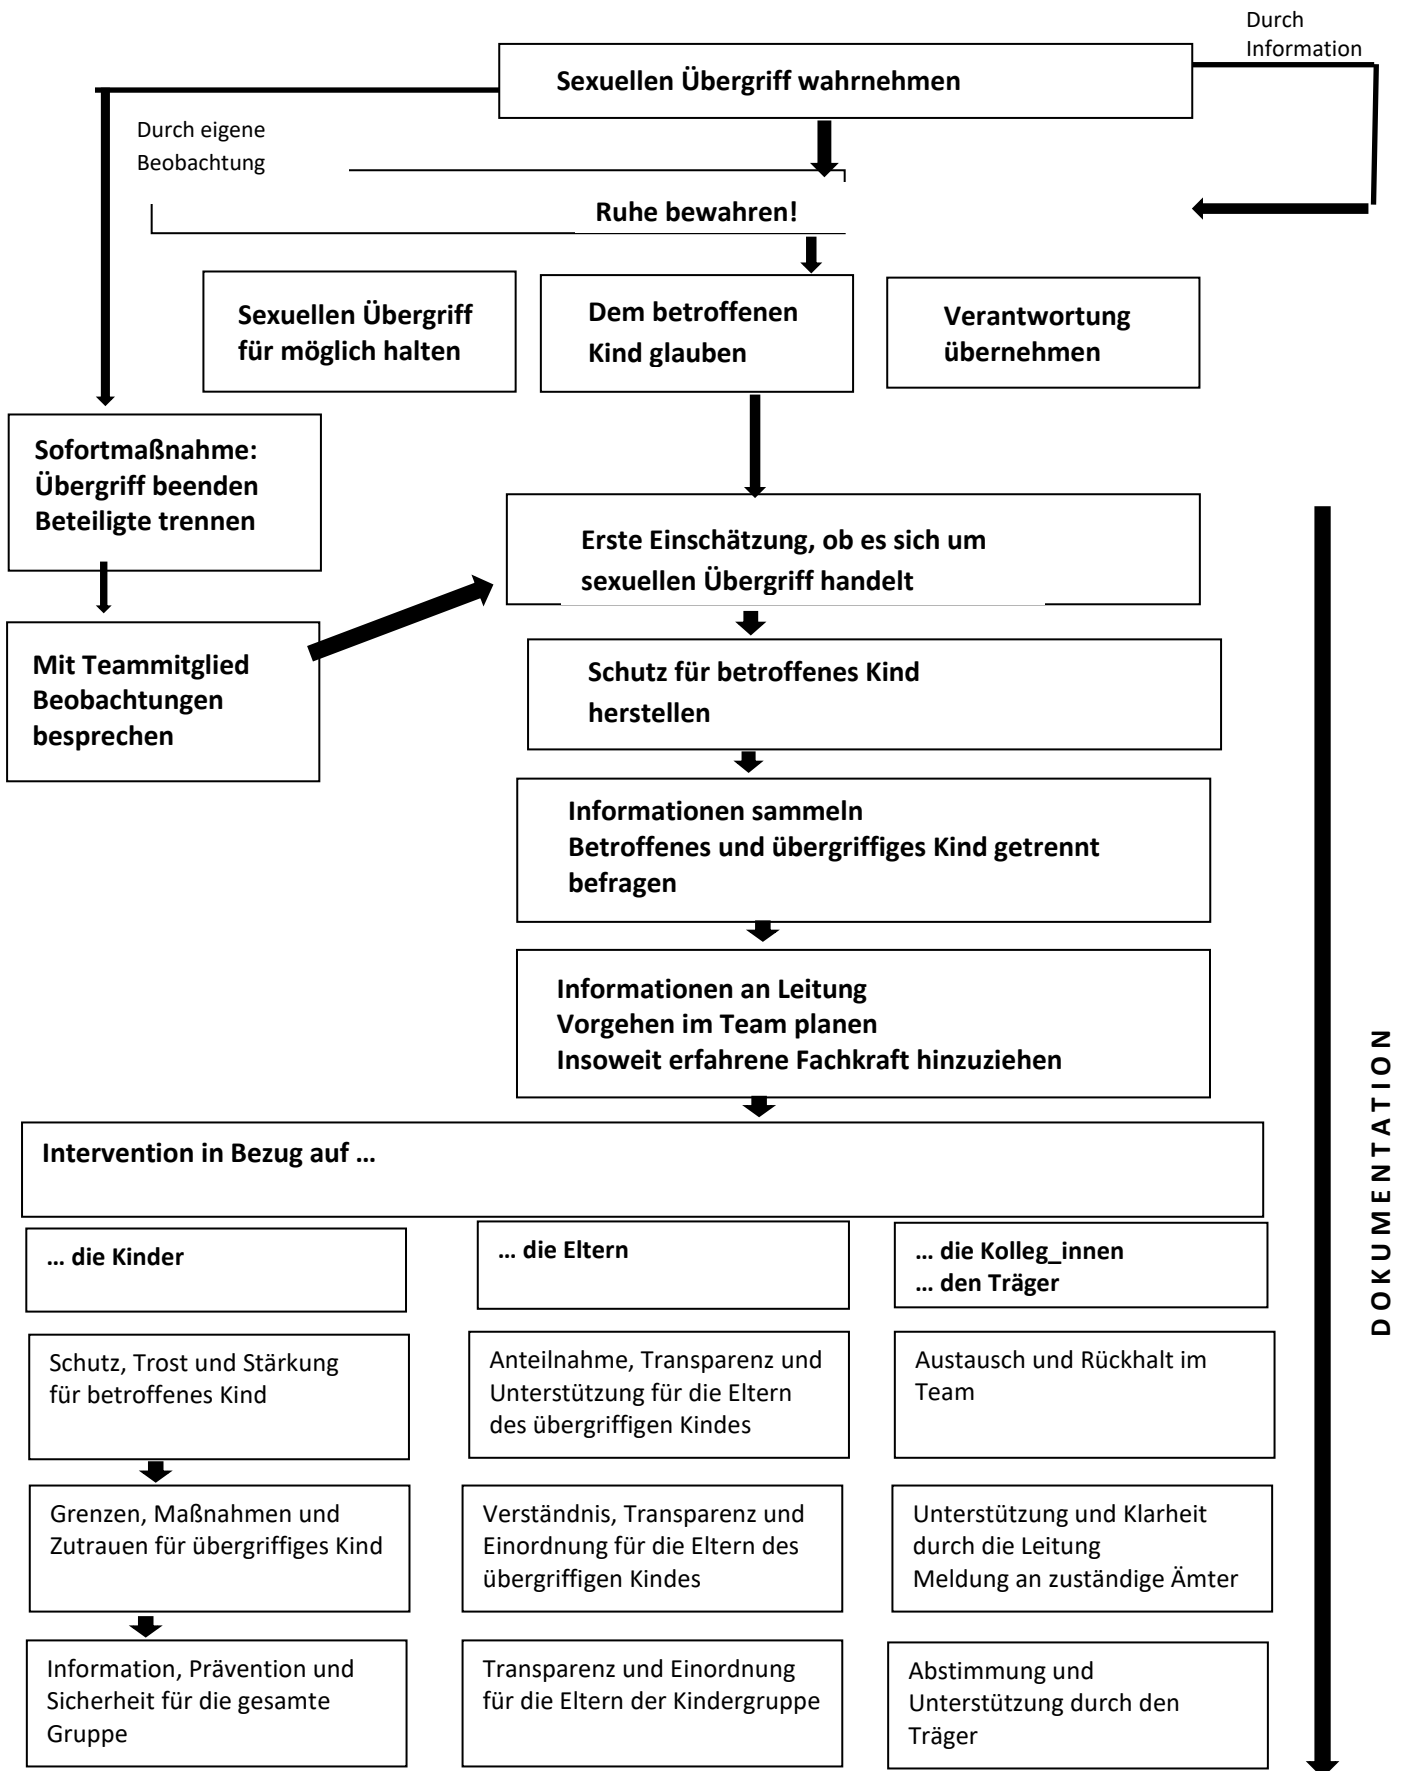 Durch
Information
Sexuellen Übergriff wahrnehmen
Durch eigene
Beobachtung
Ruhe bewahren!
Sexuellen Übergriff
für möglich halten
Dem betroffenen
Kind glauben
Verantwortung
übernehmen
Sofortmaßnahme:
Übergriff beenden
Beteiligte trennen
Erste Einschätzung, ob es sich um
sexuellen Übergriff handelt
Mit Teammitglied
Beobachtungen
besprechen
Schutz für betroffenes Kind
herstellen
Informationen sammeln
Betroffenes und übergriffiges Kind getrennt
befragen
Informationen an Leitung
Vorgehen im Team planen
Insoweit erfahrene Fachkraft hinzuziehen
DOKUMENTATION
Intervention in Bezug auf …
… die Kinder
… die Eltern
… die Kolleg_innen
… den Träger
Schutz, Trost und Stärkung
für betroffenes Kind
Anteilnahme, Transparenz und
Unterstützung für die Eltern
des übergriffigen Kindes
Austausch und Rückhalt im
Team
Grenzen, Maßnahmen und
Zutrauen für übergriffiges Kind
Verständnis, Transparenz und
Einordnung für die Eltern des
übergriffigen Kindes
Unterstützung und Klarheit
durch die Leitung
Meldung an zuständige Ämter
Information, Prävention und
Sicherheit für die gesamte
Gruppe
Transparenz und Einordnung
für die Eltern der Kindergruppe
Abstimmung und
Unterstützung durch den
Träger